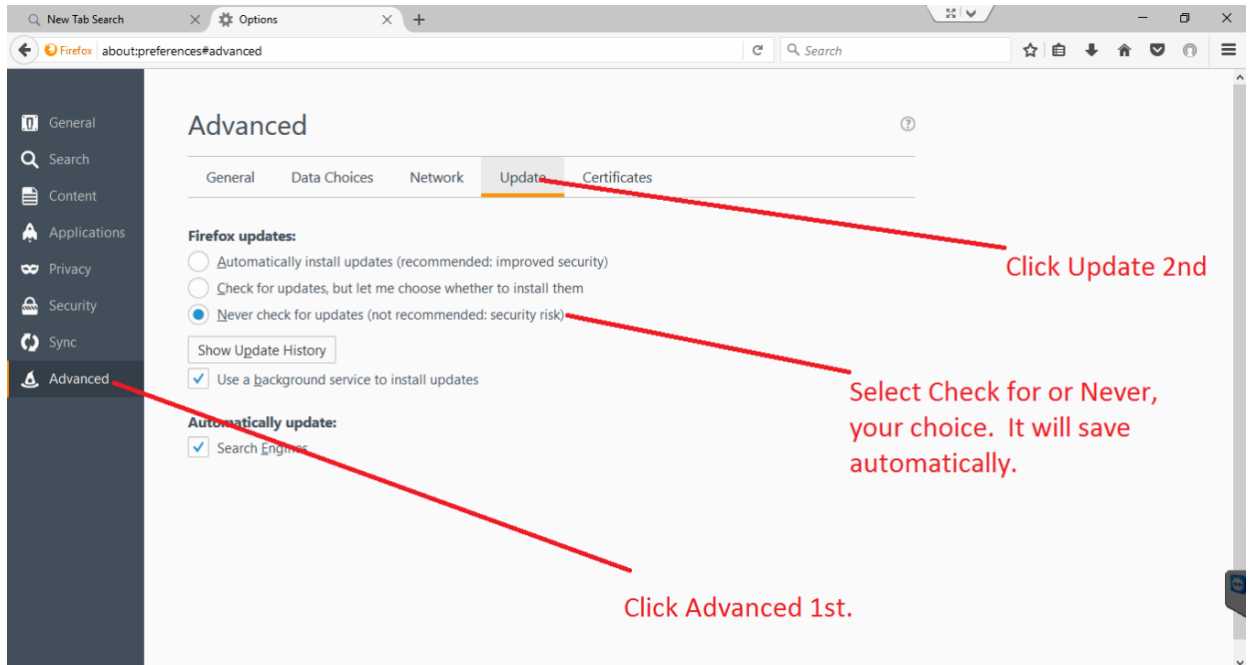 New Tab Search
Options
Firefox about:preferences#advanced
Search
General
Search
Content
Applications
Privacy
Security
Sync
Advanced
Advanced
General Data Choices Network Update Certificates
Firefox updates:
Automatically install updates (recommended: improved security)
Check for updates, but let me choose whether to install them
Never check for updates (not recommended: security risk)
Show Update History
Use a background service to install updates
Automatically update:
Search Engines
Click Update 2nd
Select Check for or Never,
your choice. It will save
automatically.
Click Advanced 1st.